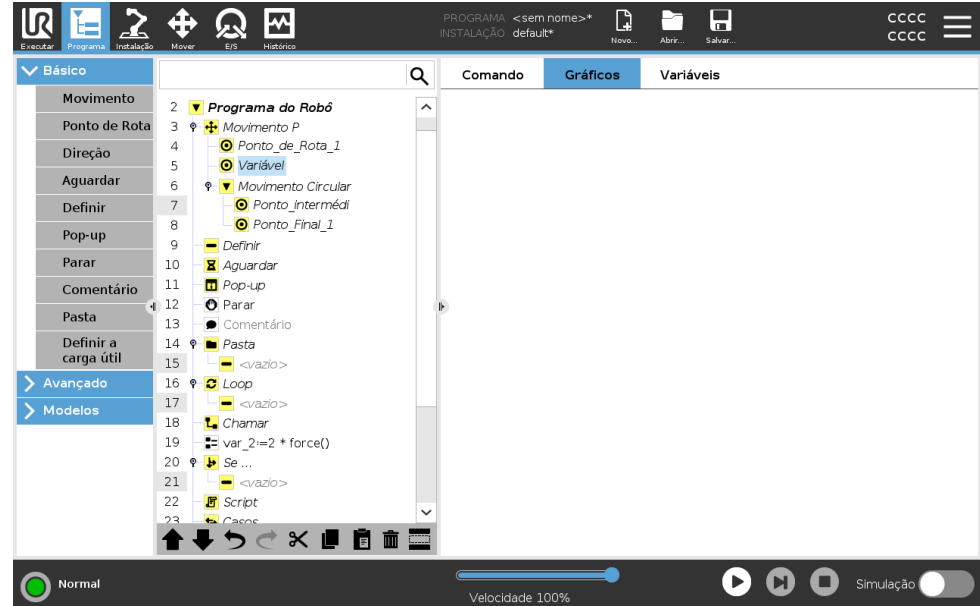 UR
PROGRAMA <sem nome>*
INSTALAÇÃO default*
CCCC
CCCC
Executar Programa Instalação Mover E/S Histórico Novo... Abrir... Salvar...
Básico
Movimento
Ponto de Rota
Direção
Aguardar
Definir
Pop-up
Parar
Comentário
Pasta
Definir a
carga útil
Avançado
Modelos
2 Programa do Robô
3 Movimento P
4 Ponto_de_Rota_1
5 Variável
6 Movimento Circular
7 Ponto_Intermédi
8 Ponto_Final_1
9 Definir
10 Aguardar
11 Pop-up
12 Parar
13 Comentário
14 Pasta
15 <vazio>
16 Loop
17 <vazio>
18 Chamar
19 var_2:=2 * force()
20 Se ...
21 <vazio>
22 Script
23 Casos
Comando Gráficos Variáveis
Normal
Velocidade 100%
Simulação